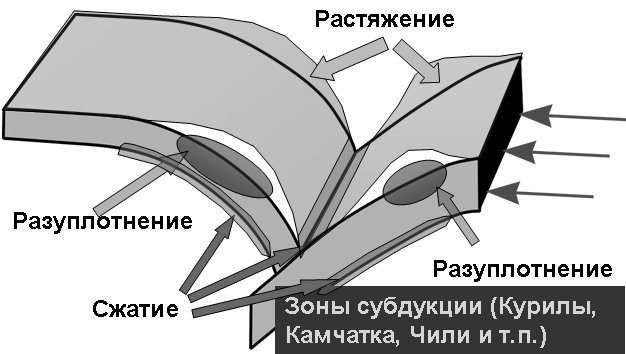 Растяжение
Разуплотнение
Разуплотнение
Сжатие
Зоны субдукции (Курилы,
Камчатка, Чили и т.п.)